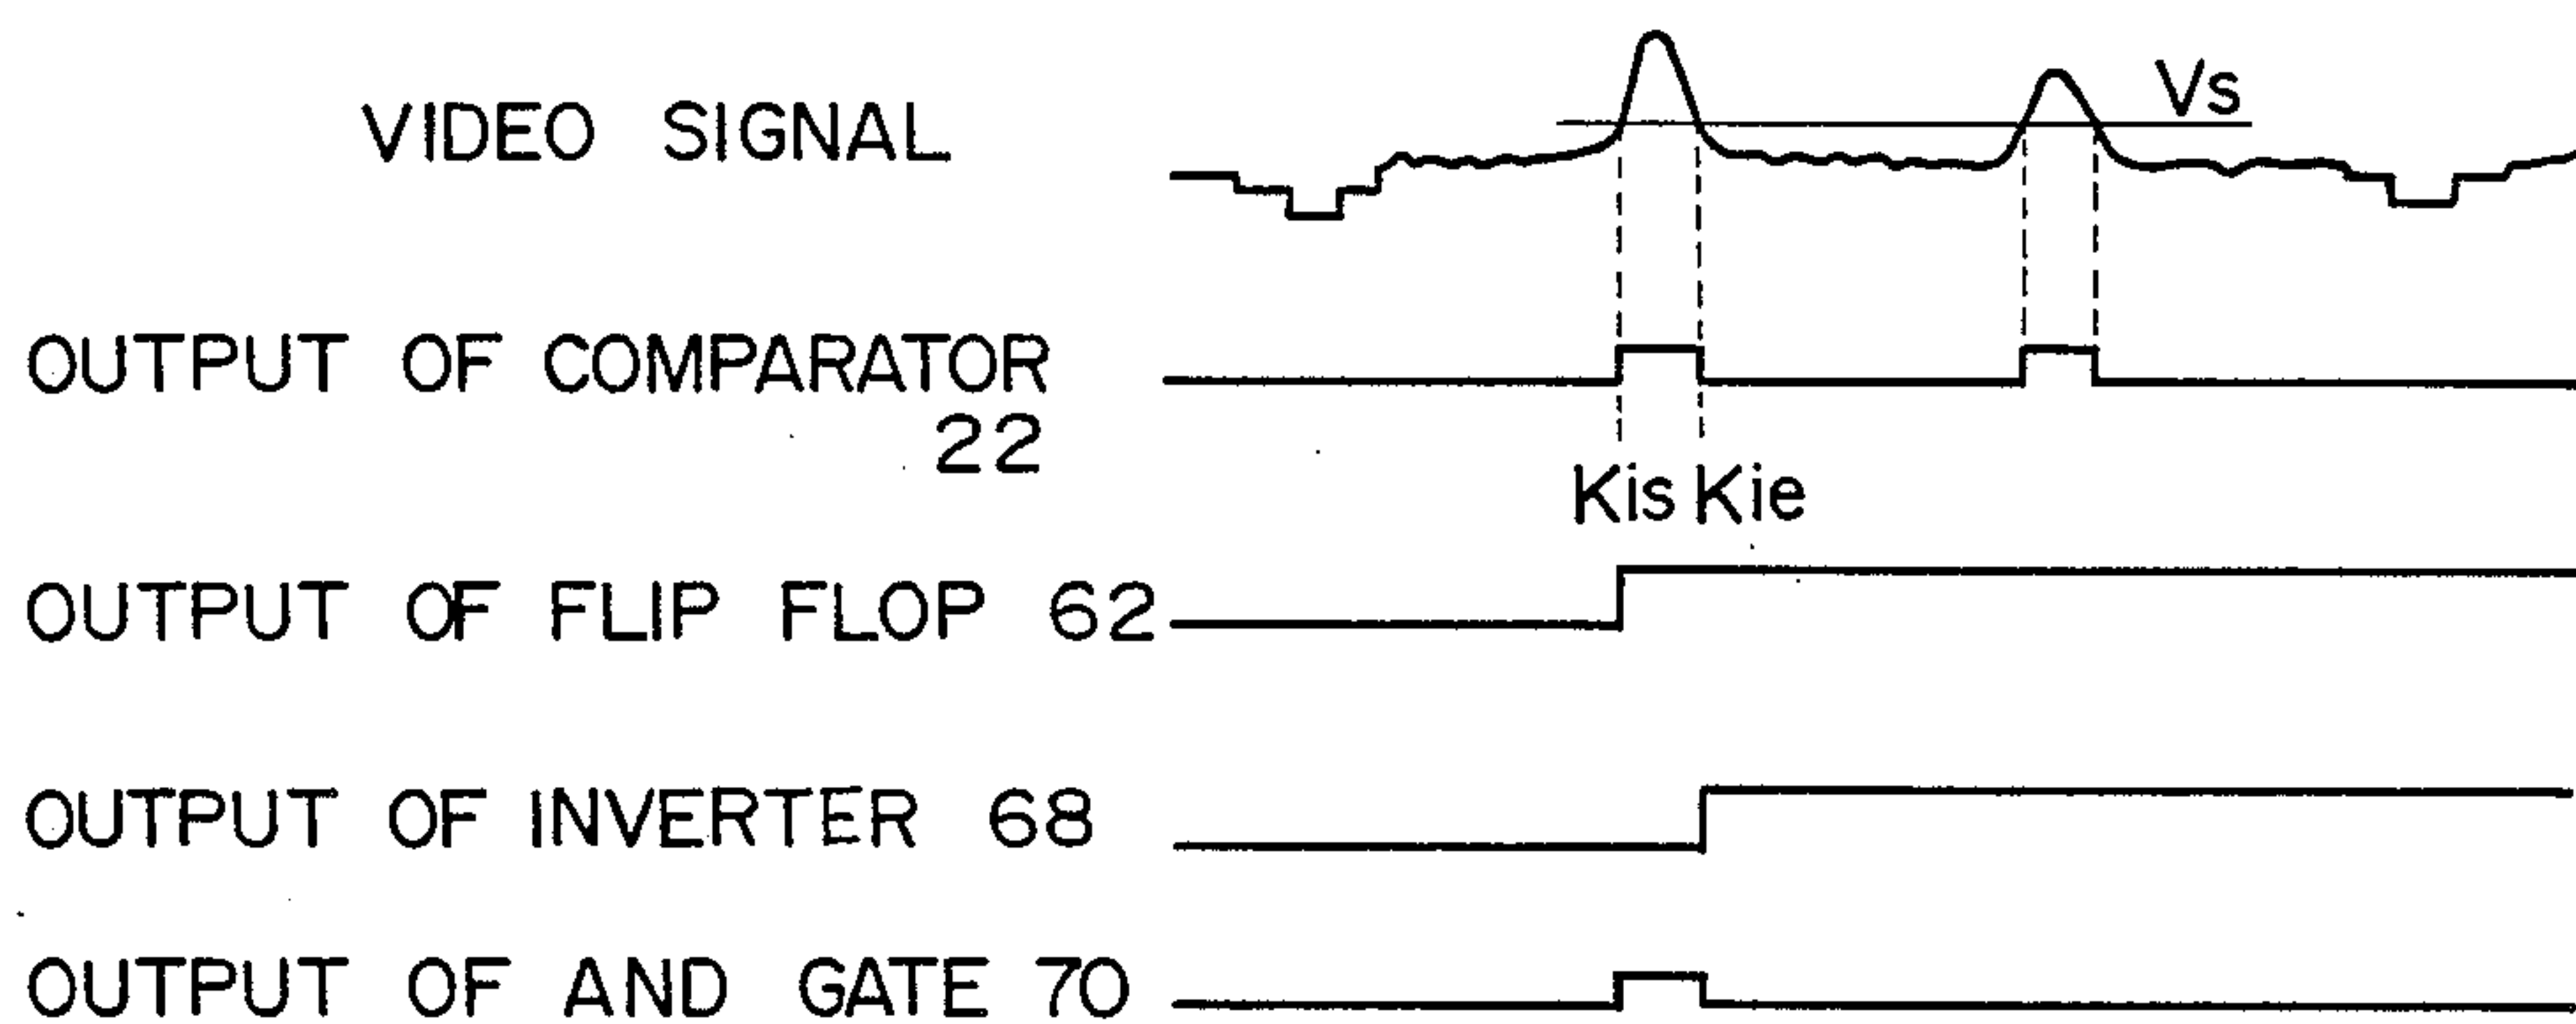 VIDEO SIGNAL
Vs
OUTPUT OF COMPARATOR
22
Kis Kie
OUTPUT OF FLIP FLOP 62
OUTPUT OF INVERTER 68
OUTPUT OF AND GATE 70